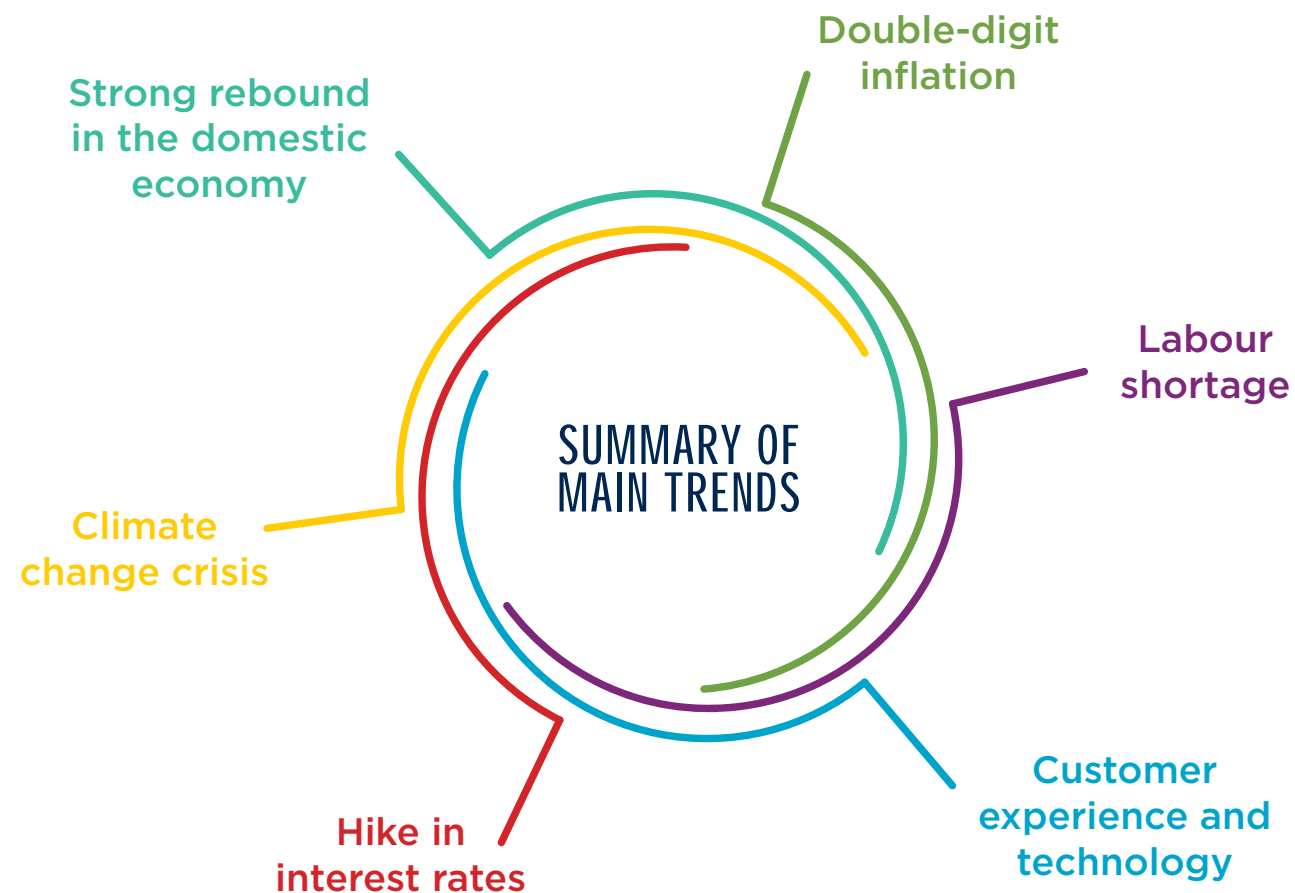 Double-digit
inflation
Strong rebound
in the domestic
economy
Labour
shortage
SUMMARY OF
MAIN TRENDS
Climate
change crisis
Customer
experience and
technology
Hike in
interest rates